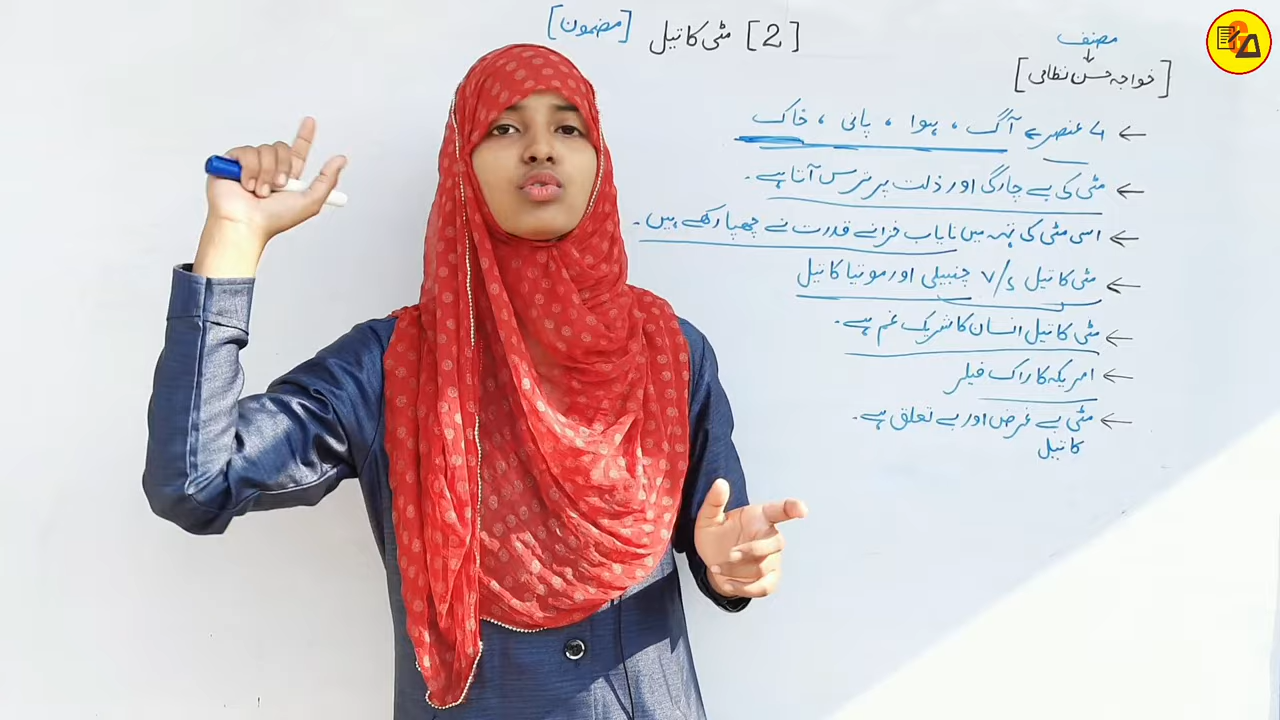 [2] مٹی کا تیل [مضمون]
مصنف
↓
[خواجہ حسن نظامی]
← 4 عنصر ← آگ ، ہوا ، پانی ، خاک
← مٹی کی بے چارگی اور ذلت پر ترس آتا ہے۔
← اسی مٹی کی تہہ میں نایاب خزانے قدرت نے چھپا رکھے ہیں۔
← مٹی کا تیل v/s چنبیلی اور موتیا کا تیل
← مٹی کا تیل انسان کا شریک غم ہے۔
← امریکہ کا راک فیلر
← مٹی بے غرض اور بے تعلق ہے۔
کا تیل